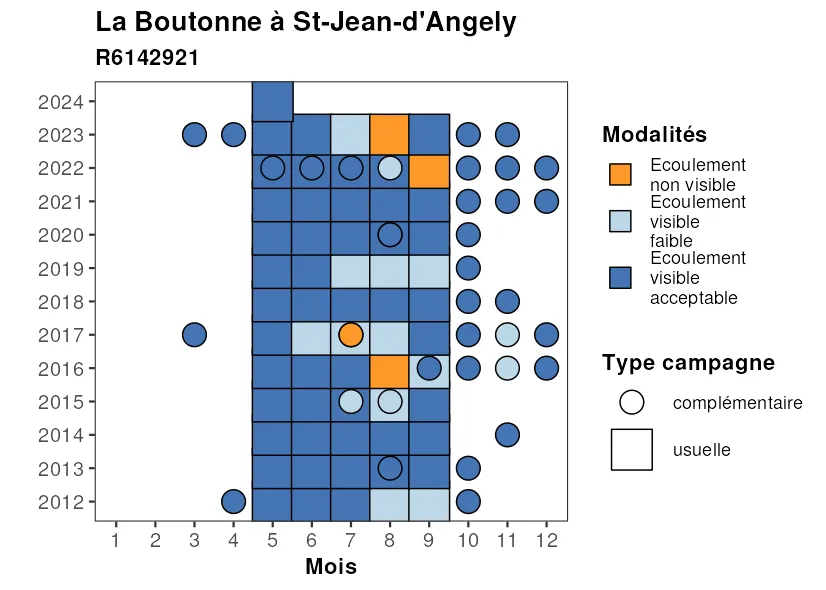 La Boutonne à St-Jean-d'Angely
R6142921
2024
2023
2022
2021
2020
2019
2018
2017
2016
2015
2014
2013
2012
1 2 3 4 5 6 7 8 9 10 11 12
Mois
Modalités
Ecoulement
non visible
Ecoulement
visible
faible
Ecoulement
visible
acceptable
Type campagne
complémentaire
usuelle